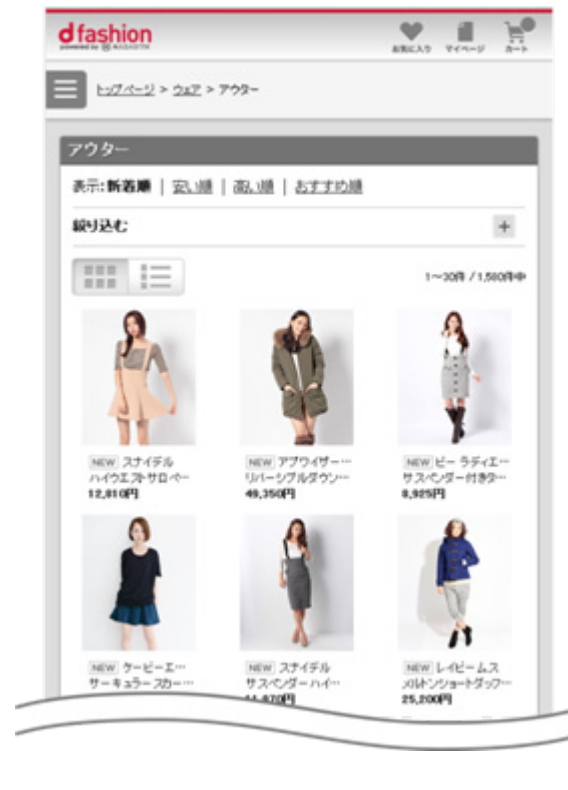 d fashion
powered by MAGASEEK
お気に入り マイページ カート
トップページ > ウェア > アウター
アウター
表示:新着順 | 安い順 | 高い順 | おすすめ順
絞り込む
+
1〜30件 / 1,580件中
NEW スナイデル
ハイウエストサロペ…
12,810円
NEW アプワイザー…
リバーシブルダウン…
49,350円
NEW ビー ラディエ…
サスペンダー付きタ…
8,925円
NEW ケービーエ…
サーキュラースカー…
NEW スナイデル
サスペンダーハイ…
NEW レイビームス
メルトンショートダッフ…
25,200円